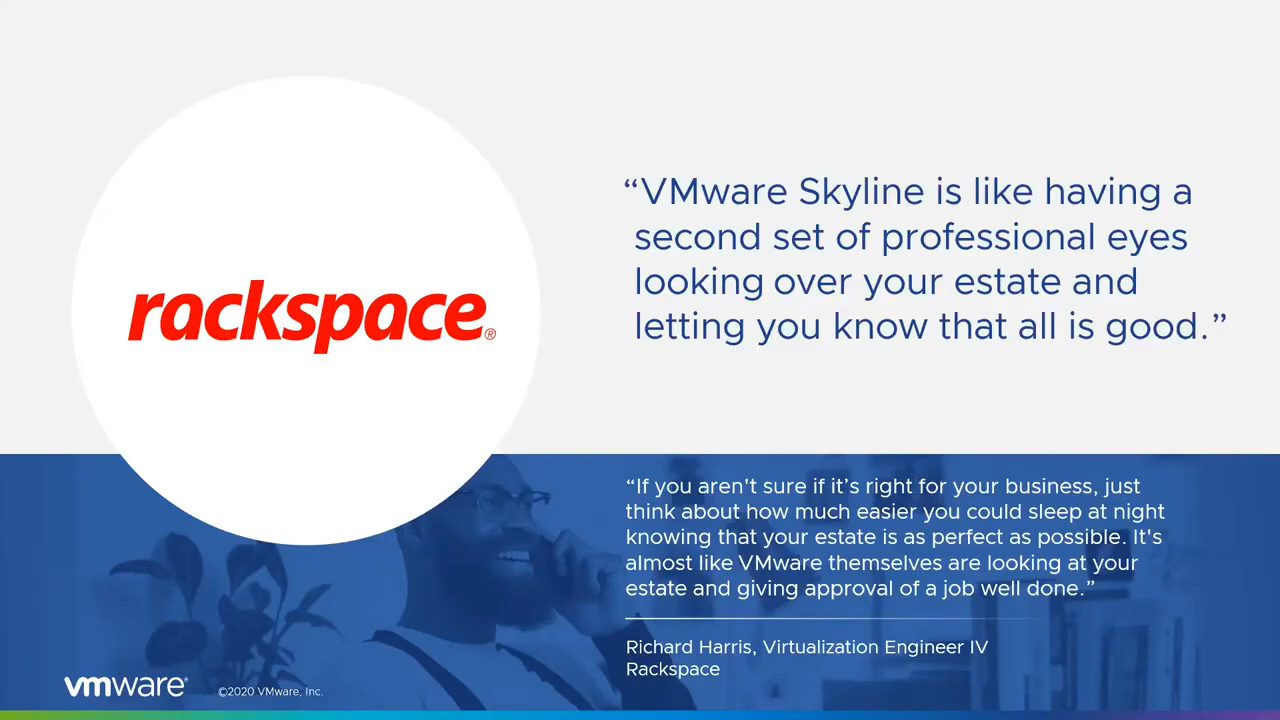 rackspace®
“VMware Skyline is like having a
second set of professional eyes
looking over your estate and
letting you know that all is good.”
“If you aren't sure if it’s right for your business, just
think about how much easier you could sleep at night
knowing that your estate is as perfect as possible. It's
almost like VMware themselves are looking at your
estate and giving approval of a job well done.”
Richard Harris, Virtualization Engineer IV
Rackspace
vmware®
©2020 VMware, Inc.